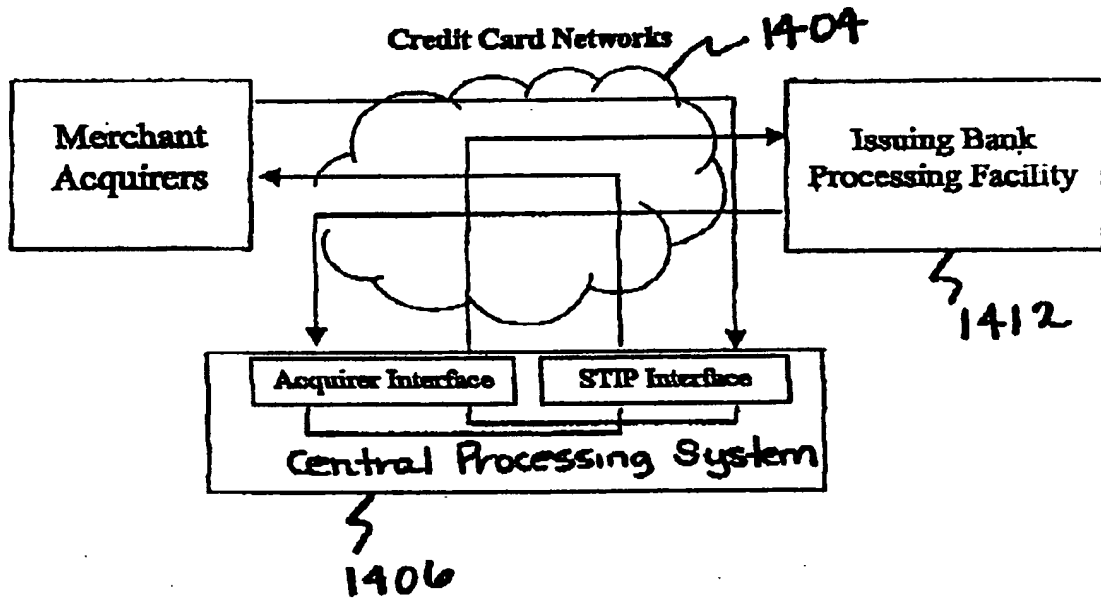 Credit Card Networks
1404
Merchant
Acquirers
Issuing Bank
Processing Facility
1412
Acquirer Interface
STIP Interface
Central Processing System
1406